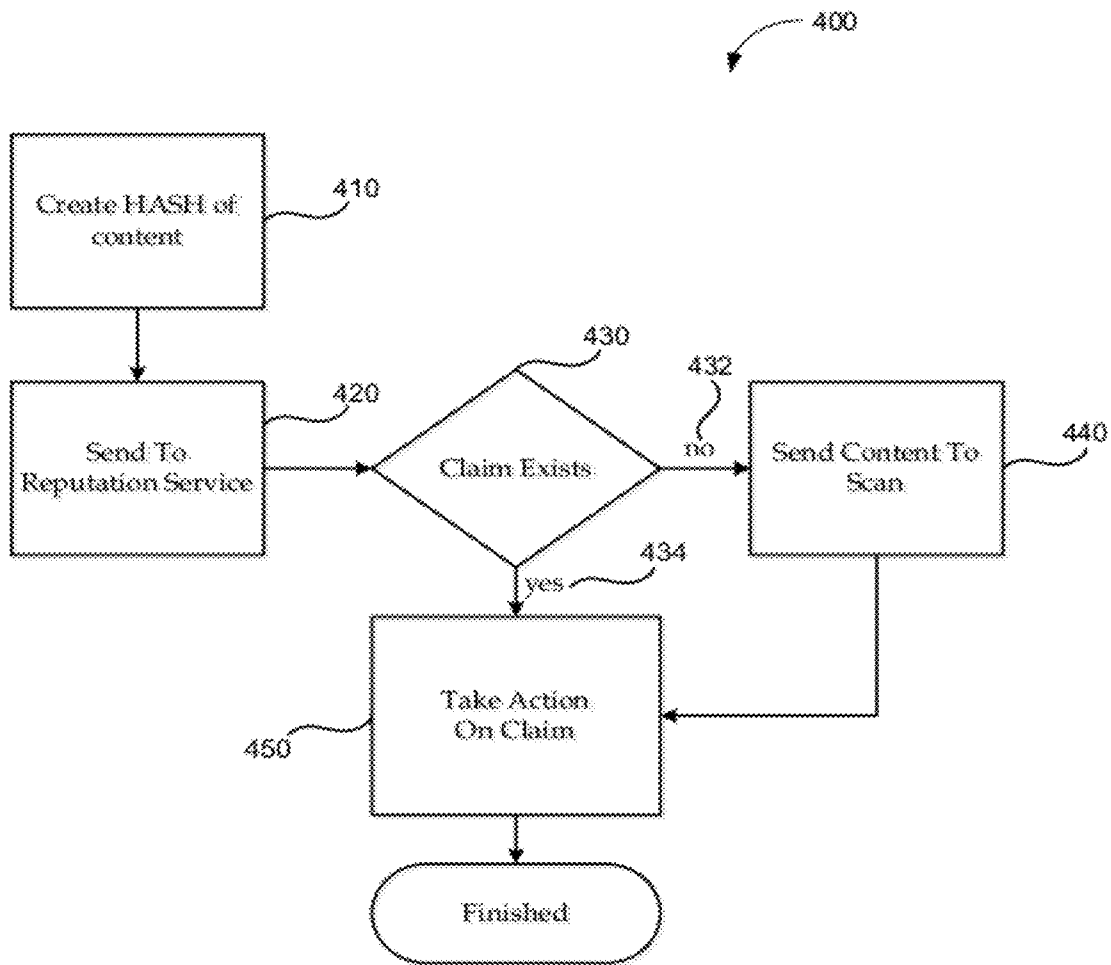 400
Create HASH of
content
410
430
432
420
Send To
Reputation Service
Claim Exists
no
Send Content To
Scan
440
434
yes
Take Action
On Claim
450
Finished